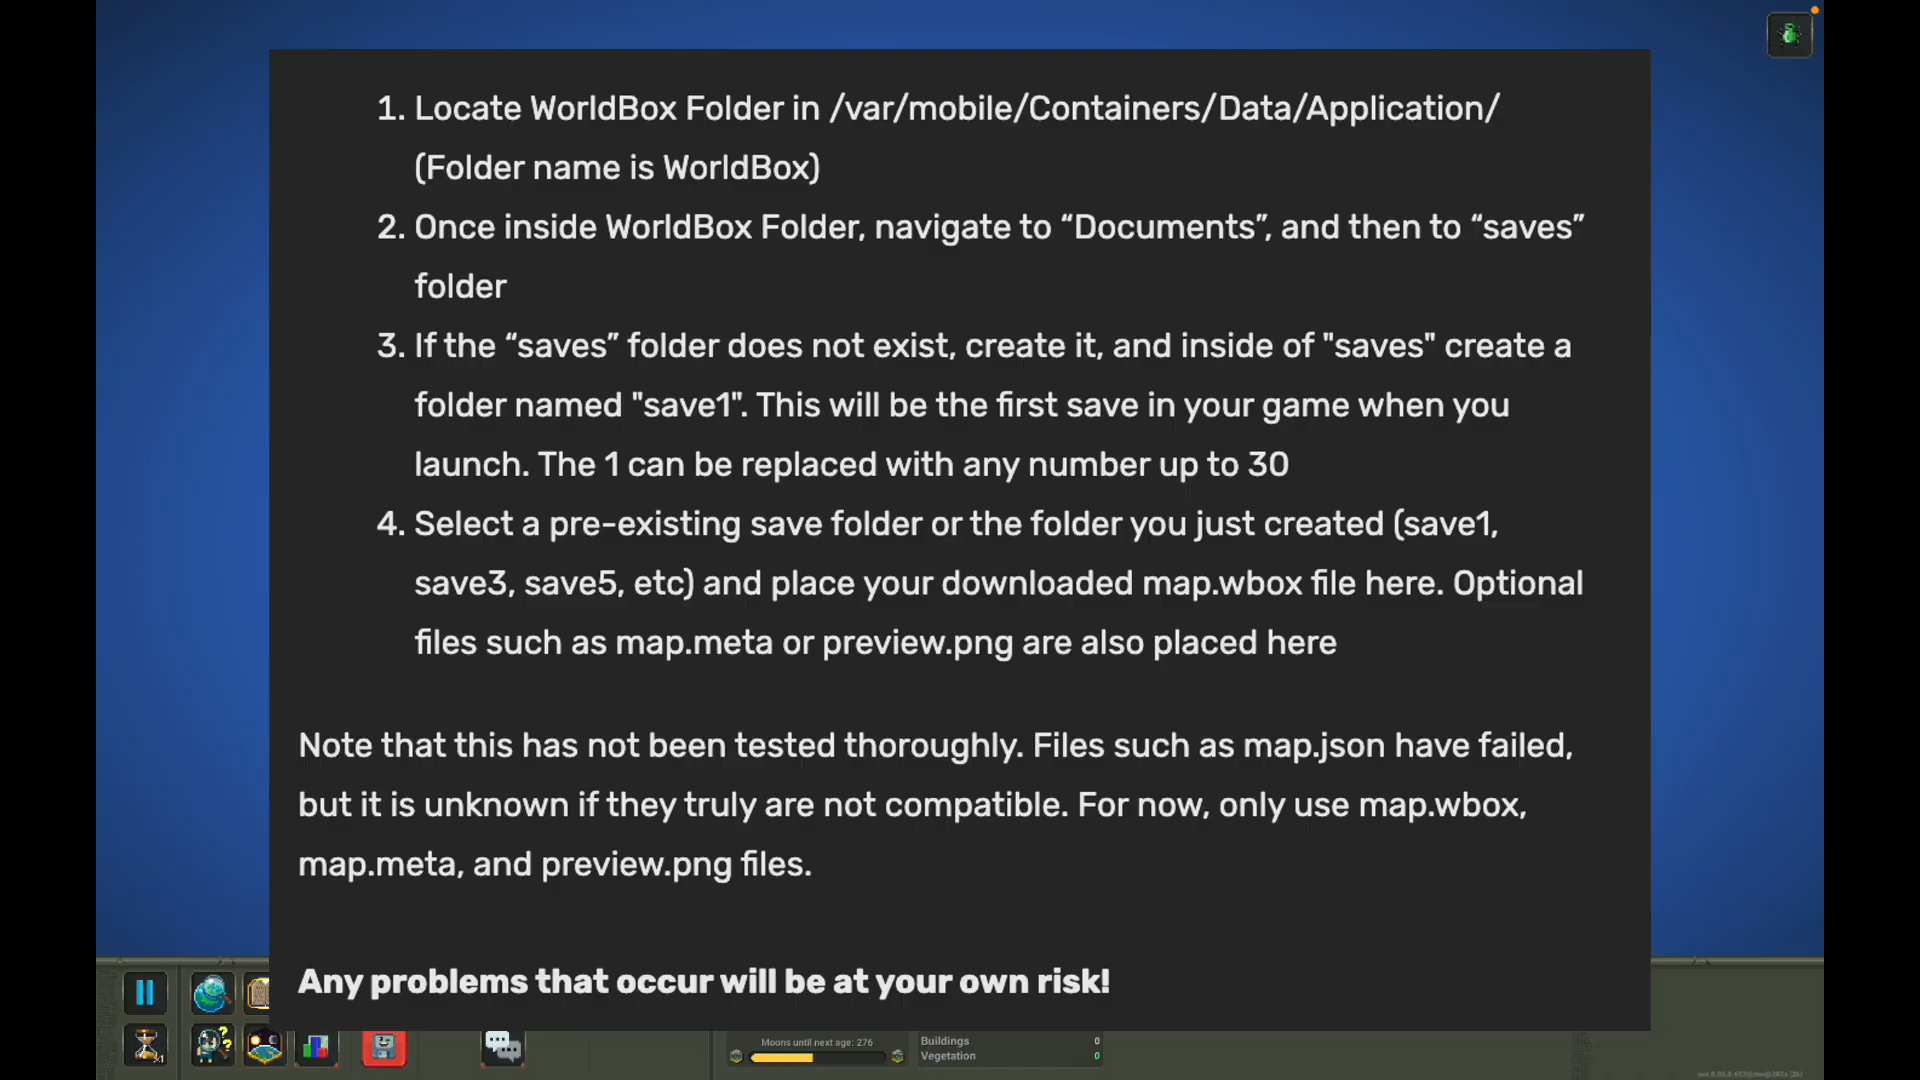 1. Locate WorldBox Folder in /var/mobile/Containers/Data/Application/
(Folder name is WorldBox)
2. Once inside WorldBox Folder, navigate to “Documents”, and then to “saves”
folder
3. If the “saves” folder does not exist, create it, and inside of "saves" create a
folder named "save1". This will be the first save in your game when you
launch. The 1 can be replaced with any number up to 30
4. Select a pre-existing save folder or the folder you just created (save1,
save3, save5, etc) and place your downloaded map.wbox file here. Optional
files such as map.meta or preview.png are also placed here
Note that this has not been tested thoroughly. Files such as map.json have failed,
but it is unknown if they truly are not compatible. For now, only use map.wbox,
map.meta, and preview.png files.
Any problems that occur will be at your own risk!
Moons until next age: 276
Buildings 0
Vegetation 0
x1